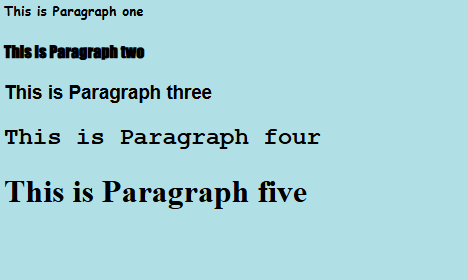 This is Paragraph one
This is Paragraph two
This is Paragraph three
This is Paragraph four
This is Paragraph five